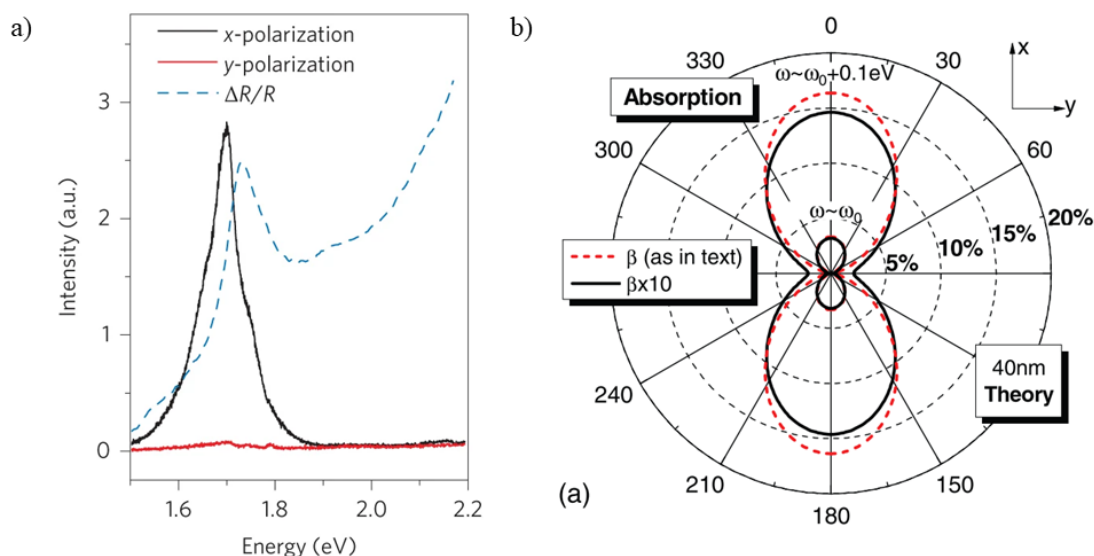 a)
x-polarization
y-polarization
ΔR/R
Intensity (a.u.)
3
2
1
0
1.6
1.8
2.0
2.2
Energy (eV)
b)
0
330
30
x
y
ω~ω₀+0.1eV
Absorption
300
60
ω~ω₀
20%
15%
10%
5%
β (as in text)
βx10
240
40nm
Theory
210
150
180
(a)